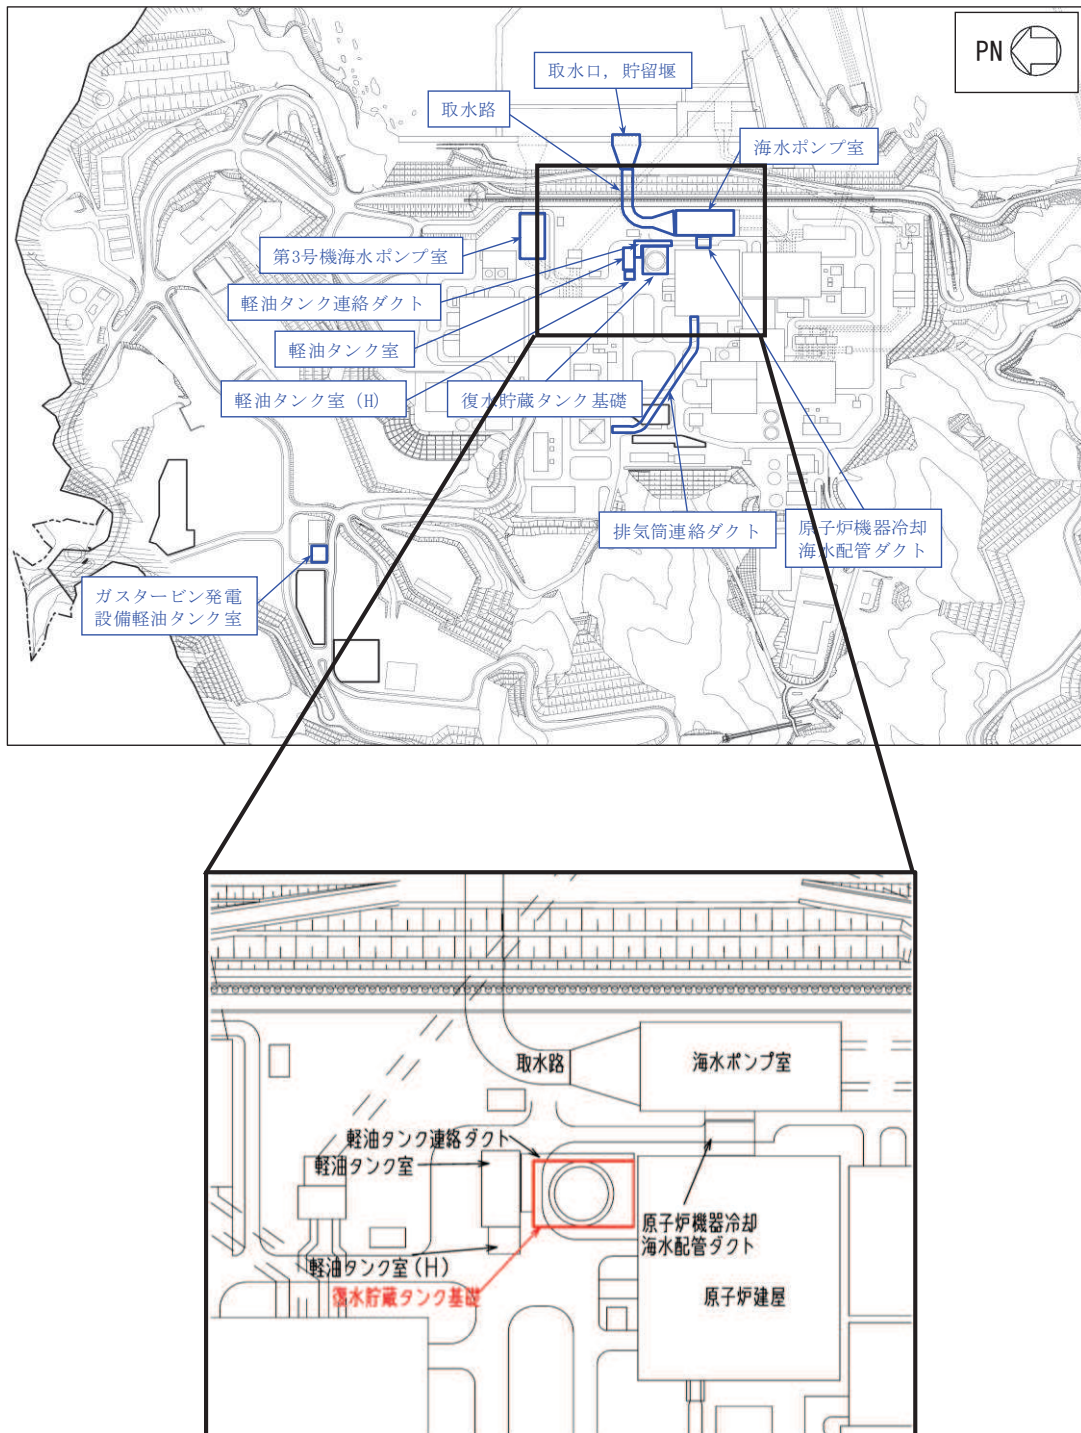 PN
取水口，貯留堰
取水路
海水ポンプ室
第3号機海水ポンプ室
軽油タンク連絡ダクト
軽油タンク室
軽油タンク室（H）
復水貯蔵タンク基礎
排気筒連絡ダクト
原子炉機器冷却
海水配管ダクト
ガスタービン発電
設備軽油タンク室
取水路
海水ポンプ室
軽油タンク連絡ダクト
軽油タンク室
原子炉機器冷却
海水配管ダクト
軽油タンク室(H)
復水貯蔵タンク基礎
原子炉建屋